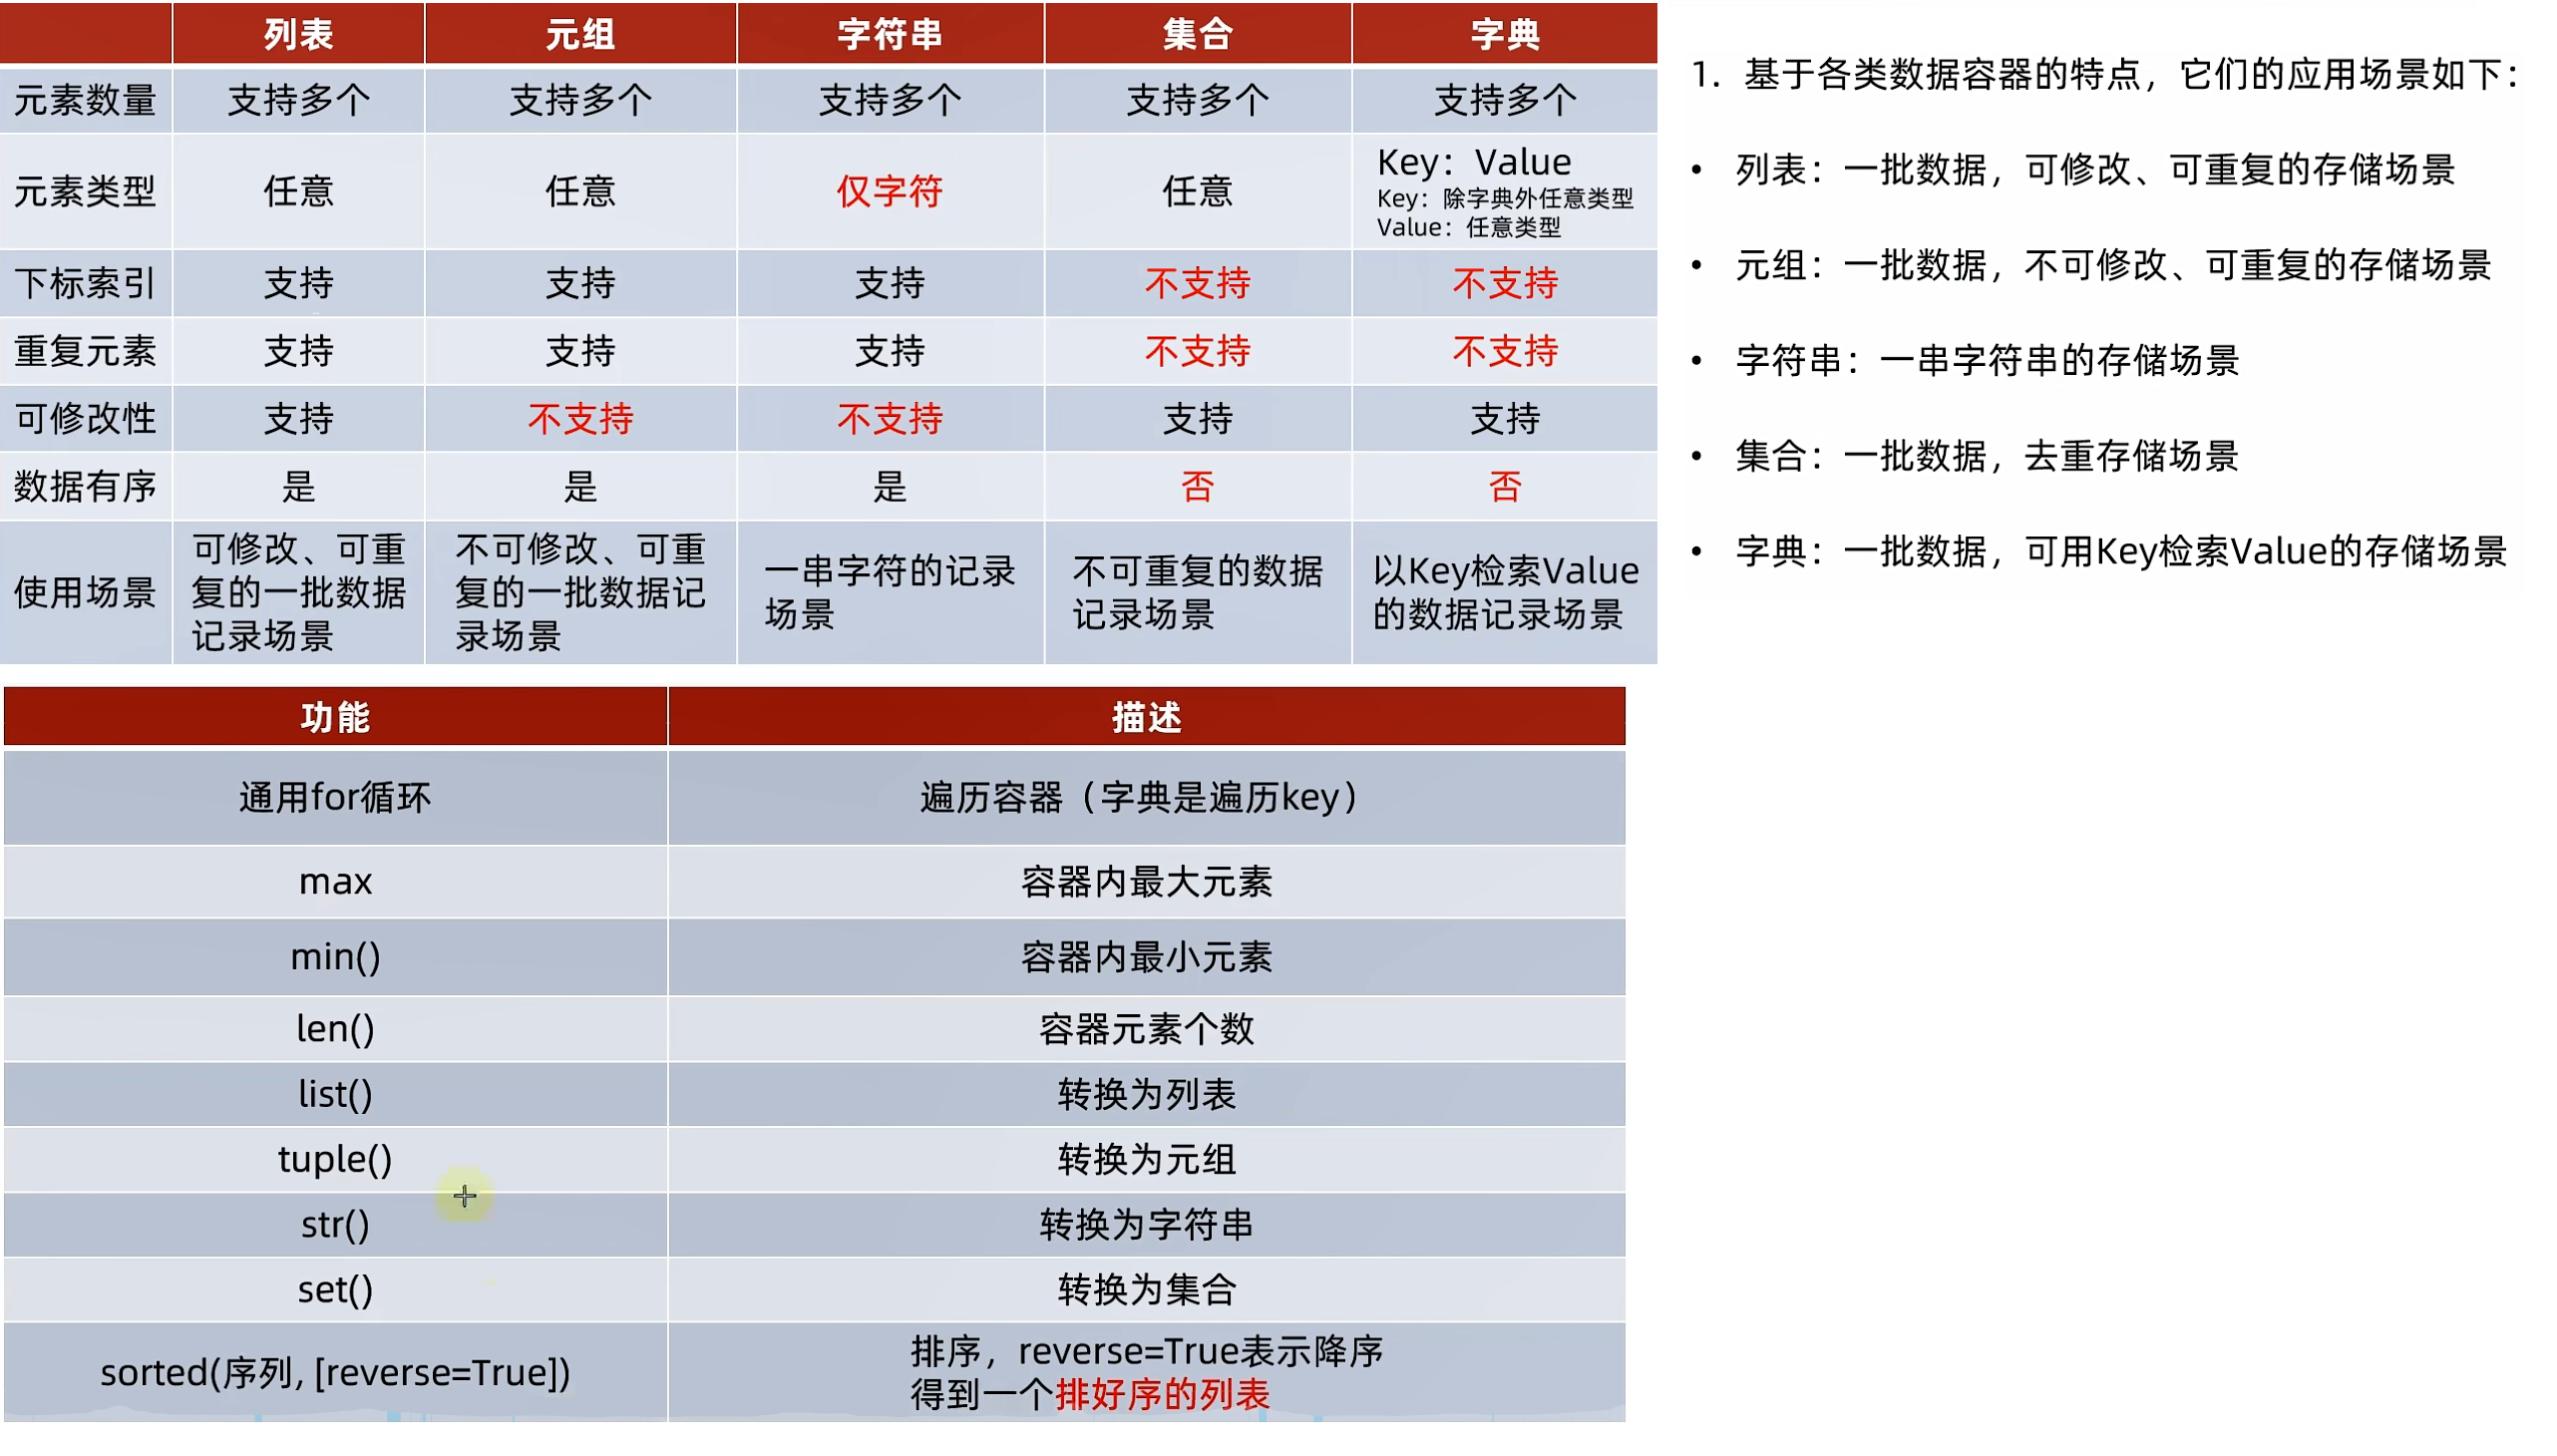 列表 元组 字符串 集合 字典
元素数量 支持多个 支持多个 支持多个 支持多个 支持多个
元素类型 任意 任意 仅字符 任意 Key：Value
Key：除字典外任意类型
Value：任意类型
下标索引 支持 支持 支持 不支持 不支持
重复元素 支持 支持 支持 不支持 不支持
可修改性 支持 不支持 不支持 支持 支持
数据有序 是 是 是 否 否
使用场景
可修改、可重
复的一批数据
记录场景
不可修改、可重
复的一批数据记
录场景
一串字符的记录
场景
不可重复的数据
记录场景
以Key检索Value
的数据记录场景
1. 基于各类数据容器的特点，它们的应用场景如下：
• 列表：一批数据，可修改、可重复的存储场景
• 元组：一批数据，不可修改、可重复的存储场景
• 字符串：一串字符串的存储场景
• 集合：一批数据，去重存储场景
• 字典：一批数据，可用Key检索Value的存储场景
功能 描述
通用for循环 遍历容器（字典是遍历key）
max 容器内最大元素
min() 容器内最小元素
len() 容器元素个数
list() 转换为列表
tuple() 转换为元组
str() 转换为字符串
set() 转换为集合
sorted(序列, [reverse=True]) 排序，reverse=True表示降序
得到一个排好序的列表